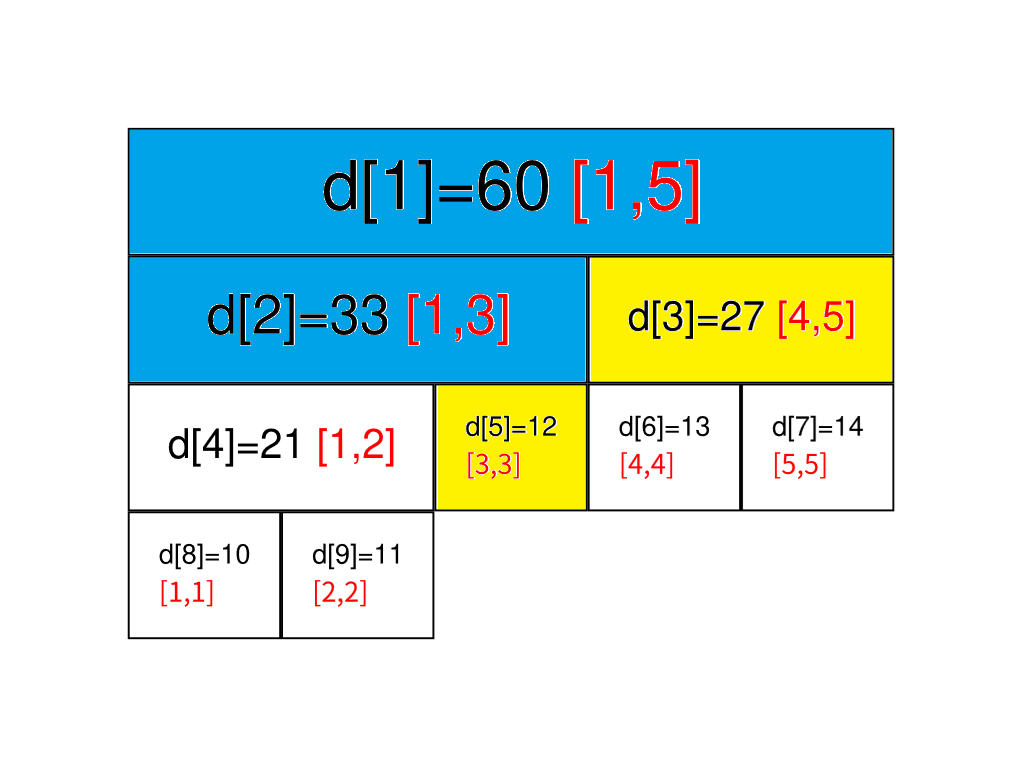 d[1]=60 [1,5]
d[2]=33 [1,3]
d[3]=27 [4,5]
d[4]=21 [1,2]
d[5]=12
[3,3]
d[6]=13
[4,4]
d[7]=14
[5,5]
d[8]=10
[1,1]
d[9]=11
[2,2]